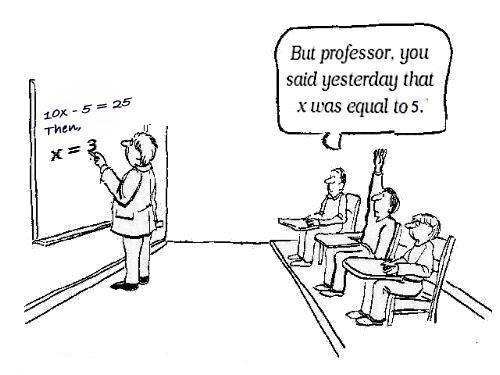 10x - 5 = 25
Then,
x = 3
But professor, you
said yesterday that
x was equal to 5.